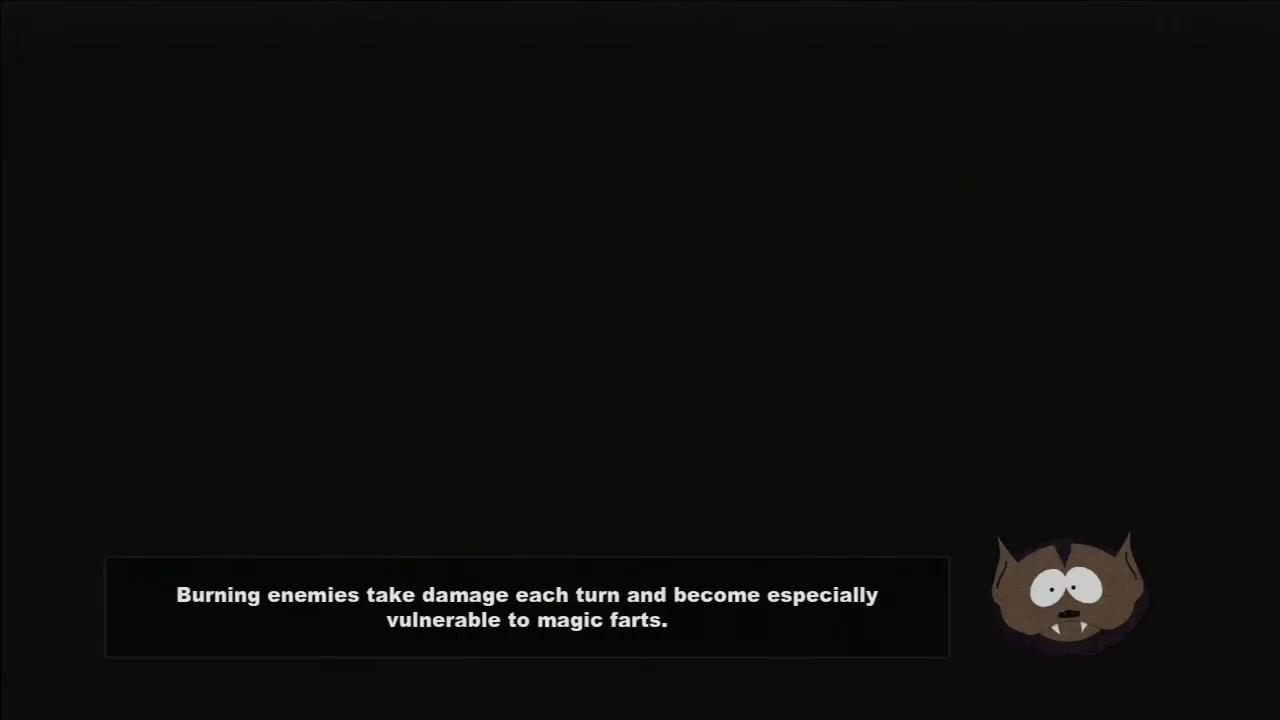 Burning enemies take damage each turn and become especially
vulnerable to magic farts.